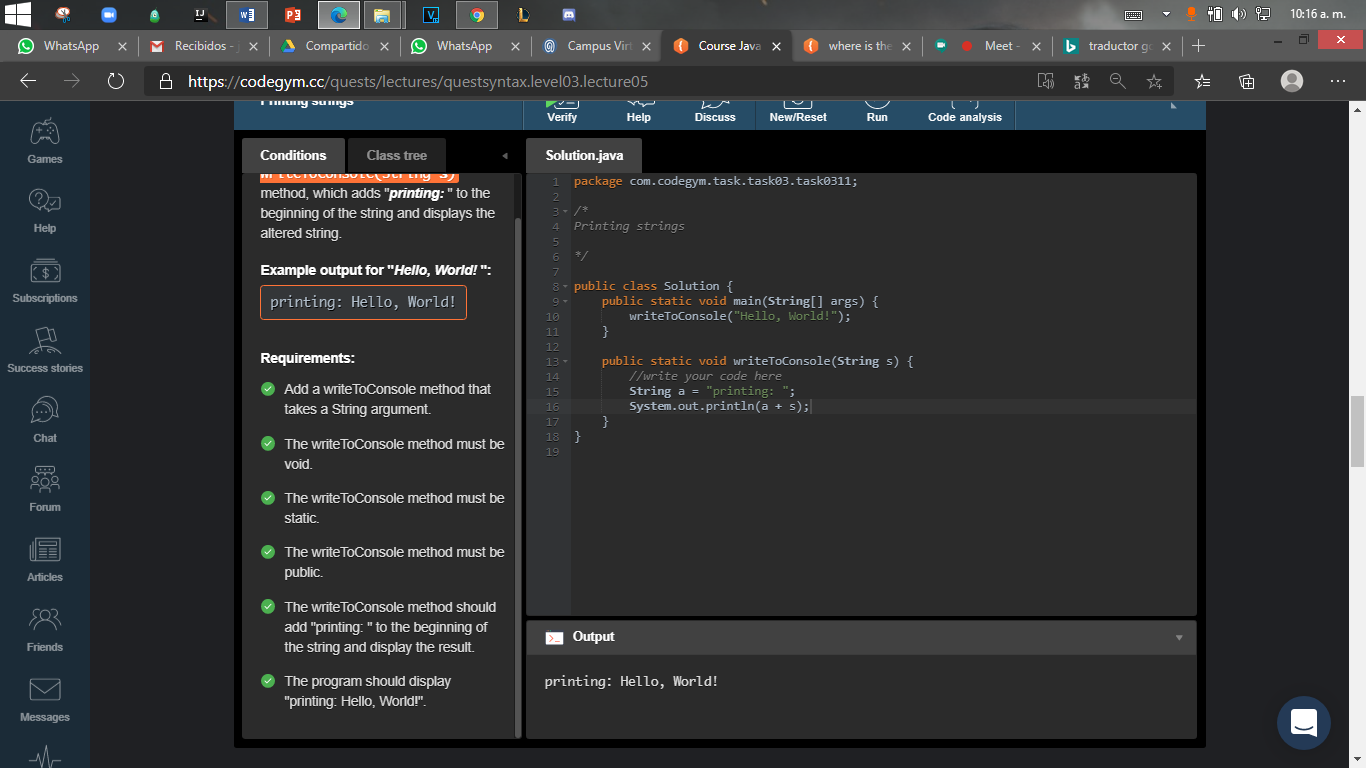 10:16 a. m.
WhatsApp
Recibidos -
Compartido
WhatsApp
Campus Vir
Course Java
where is the
Meet -
traductor g
https://codegym.cc/quests/lectures/questsyntax.level03.lecture05
Games
Help
Subscriptions
Success stories
Chat
Forum
Articles
Friends
Messages
Printing strings
Verify
Help
Discuss
New/Reset
Run
Code analysis
Conditions
Class tree
writeToConsole(String s)
method, which adds "printing: " to the
beginning of the string and displays the
altered string.
Example output for "Hello, World! ":
printing: Hello, World!
Requirements:
Add a writeToConsole method that
takes a String argument.
The writeToConsole method must be
void.
The writeToConsole method must be
static.
The writeToConsole method must be
public.
The writeToConsole method should
add "printing: " to the beginning of
the string and display the result.
The program should display
"printing: Hello, World!".
Solution.java
1 package com.codegym.task.task03.task0311;
2
3 /*
4 Printing strings
5
6 */
7
8 public class Solution {
9 public static void main(String[] args) {
10 writeToConsole("Hello, World!");
11 }
12
13 public static void writeToConsole(String s) {
14 //write your code here
15 String a = "printing: ";
16 System.out.println(a + s);
17 }
18 }
19
Output
printing: Hello, World!